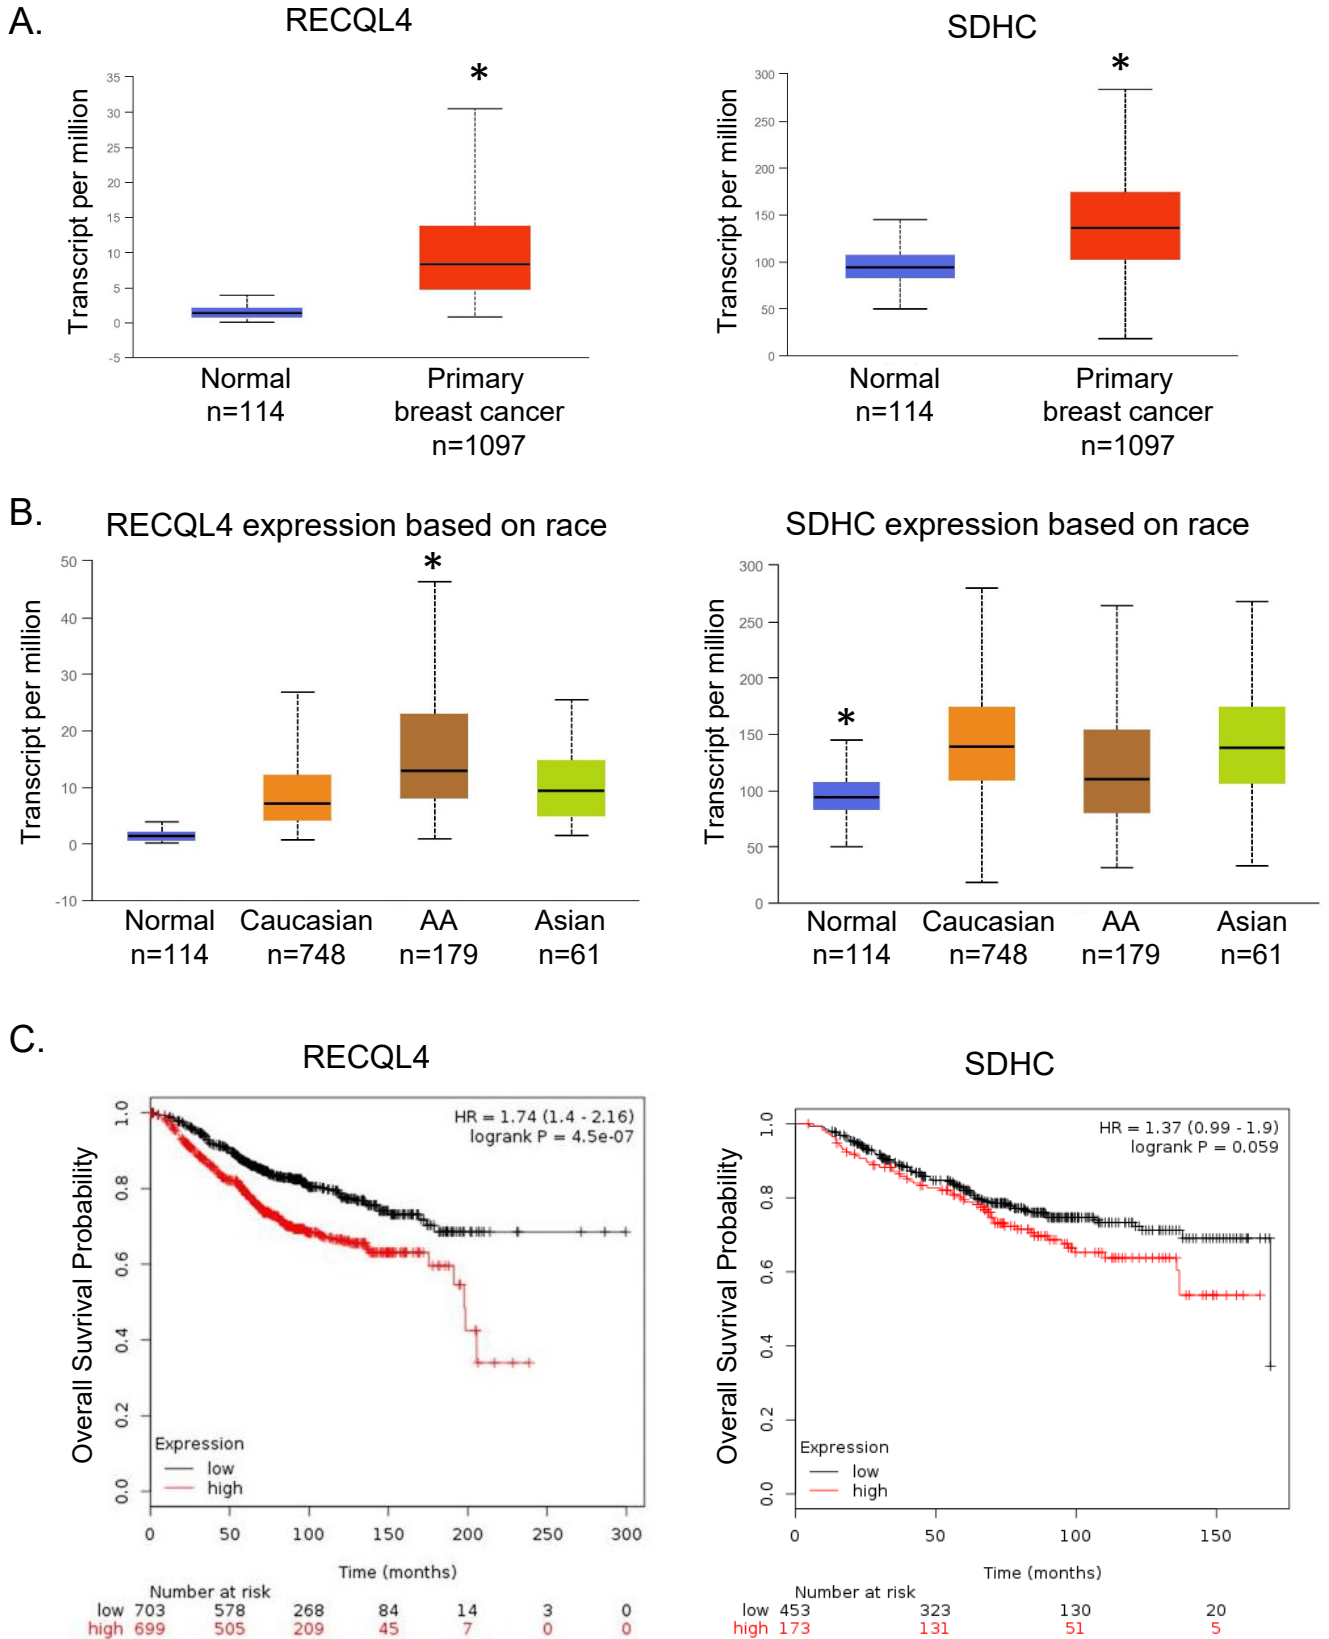 A.
RECQL4
SDHC
*
*
Transcript per million
35
30
25
20
15
10
5
0
-5
Normal
n=114
Primary
breast cancer
n=1097
Transcript per million
300
250
200
150
100
50
0
Normal
n=114
Primary
breast cancer
n=1097
B.
RECQL4 expression based on race
*
Transcript per million
50
40
30
20
10
0
-10
Normal
n=114
Caucasian
n=748
AA
n=179
Asian
n=61
SDHC expression based on race
*
Transcript per million
300
250
200
150
100
50
0
Normal
n=114
Caucasian
n=748
AA
n=179
Asian
n=61
C.
RECQL4
HR = 1.74 (1.4 - 2.16)
logrank P = 4.5e-07
Overall Suvrival Probability
1.0
0.8
0.6
0.4
0.2
0.0
Expression
low
high
0 50 100 150 200 250 300
Time (months)
Number at risk
low 703 578 268 84 14 3 0
high 699 505 209 45 7 0 0
SDHC
HR = 1.37 (0.99 - 1.9)
logrank P = 0.059
Overall Suvrival Probability
1.0
0.8
0.6
0.4
0.2
0.0
Expression
low
high
0 50 100 150
Time (months)
Number at risk
low 453 323 130 20
high 173 131 51 5